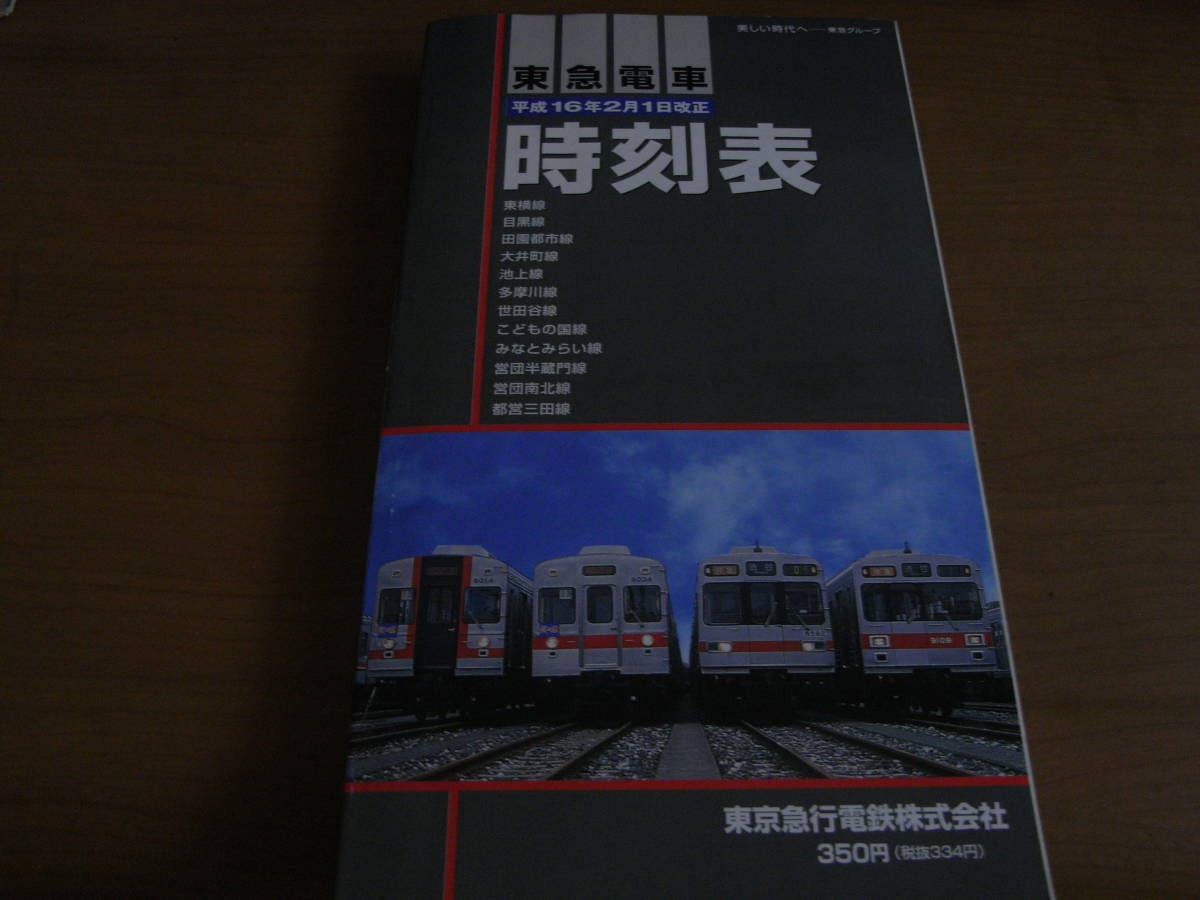 美しい時代へ──東急グループ
東急電車
平成16年2月1日改正
時刻表
東横線
目黒線
田園都市線
大井町線
池上線
多摩川線
世田谷線
こどもの国線
みなとみらい線
営団半蔵門線
営団南北線
都営三田線
9109
東京急行電鉄株式会社
350円(税抜334円)